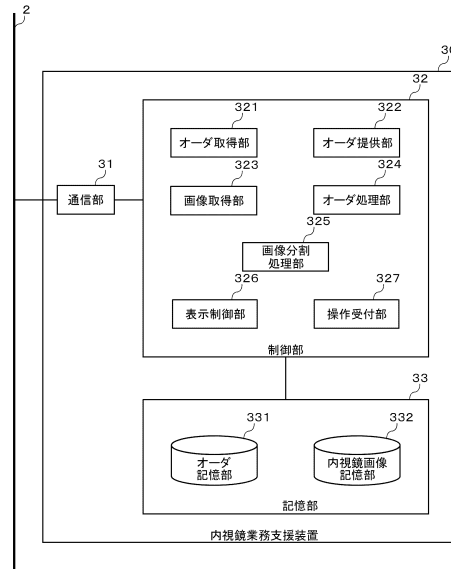 2
30
32
321
322
オーダ取得部
オーダ提供部
31
323
324
通信部
画像取得部
オーダ処理部
325
画像分割
処理部
326
327
表示制御部
操作受付部
制御部
33
331
332
オーダ
記憶部
内視鏡画像
記憶部
記憶部
内視鏡業務支援装置